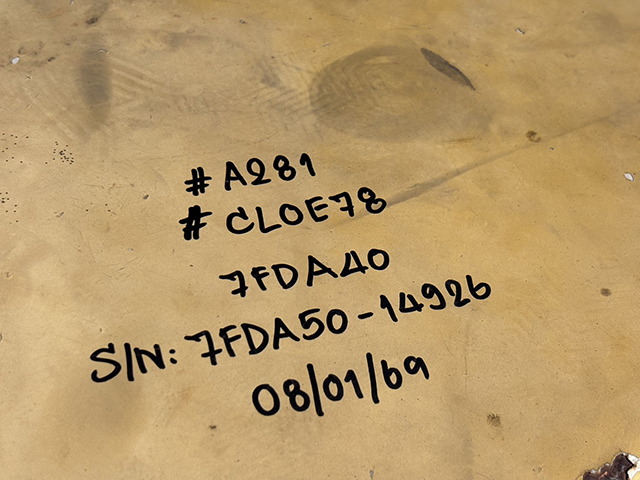 # A281
# CLOE78
7FDA40
S/N: 7FDA50-14926
08/01/69